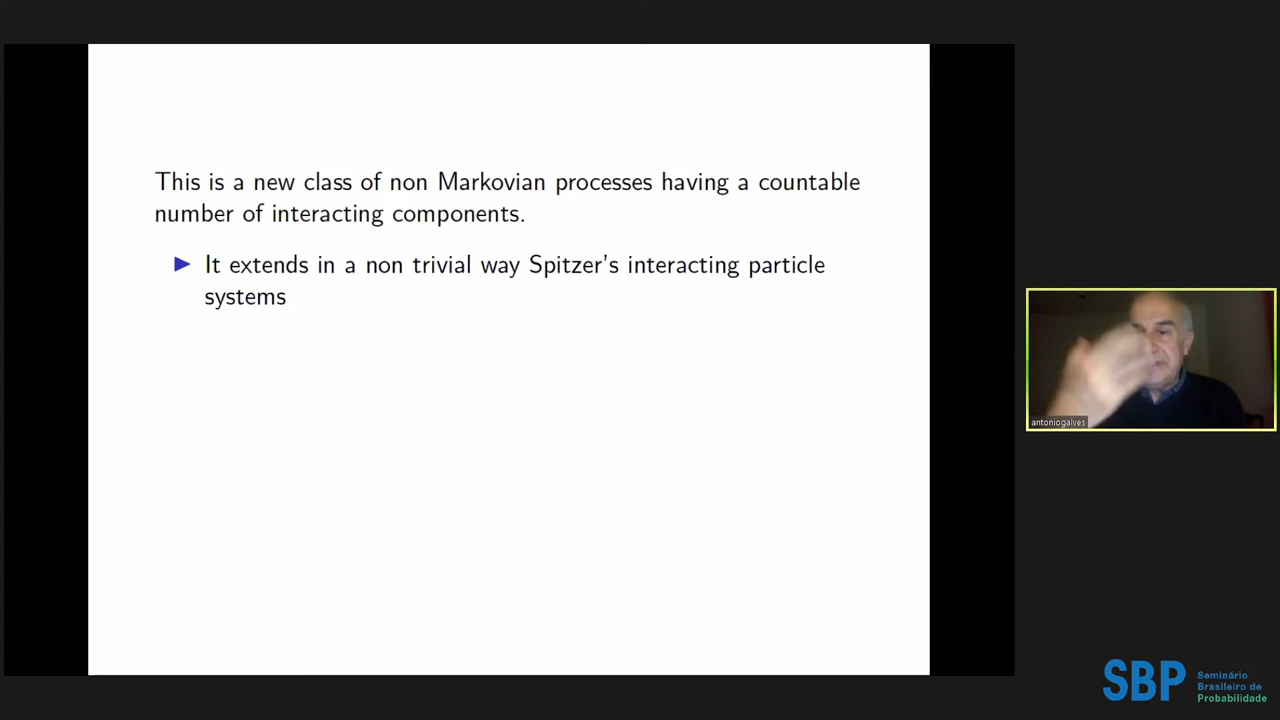 This is a new class of non Markovian processes having a countable
number of interacting components.
It extends in a non trivial way Spitzer's interacting particle
systems
antoniogalves
SBP
Seminário
Brasileiro de
Probabilidade